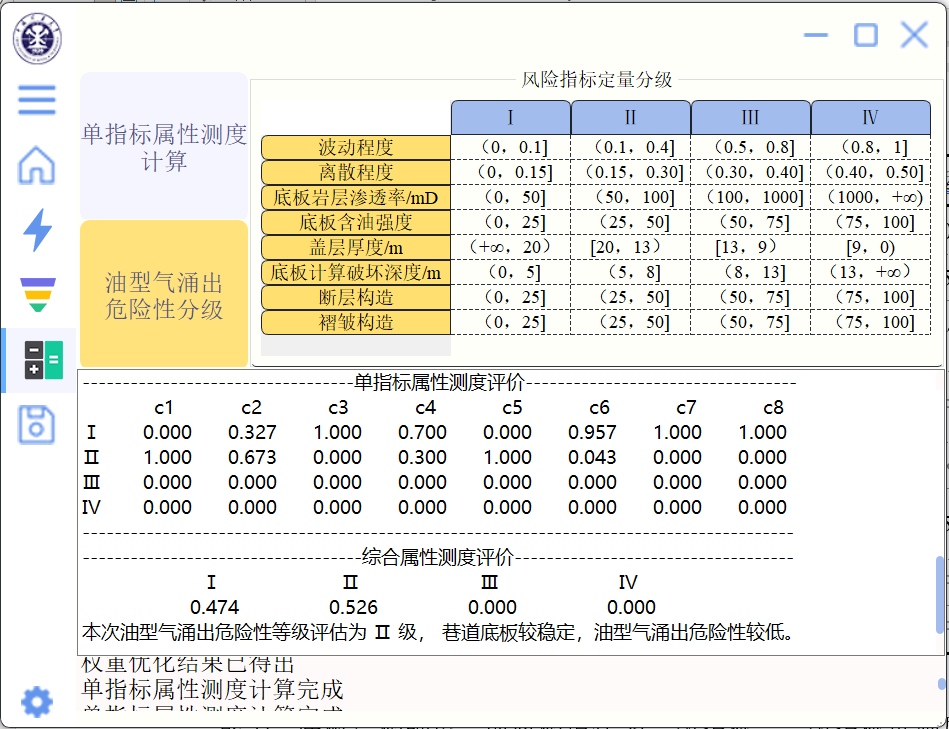 单指标属性测度
计算
油型气涌出
危险性分级
风险指标定量分级
I II III IV
波动程度 (0, 0.1] (0.1, 0.4] (0.5, 0.8] (0.8, 1]
离散程度 (0, 0.15] (0.15, 0.30] (0.30, 0.40] (0.40, 0.50]
底板岩层渗透率/mD (0, 50] (50, 100] (100, 1000] (1000, +∞)
底板含油强度 (0, 25] (25, 50] (50, 75] (75, 100]
盖层厚度/m (+∞, 20) [20, 13) [13, 9) [9, 0)
底板计算破坏深度/m (0, 5] (5, 8] (8, 13] (13, +∞)
断层构造 (0, 25] (25, 50] (50, 75] (75, 100]
褶皱构造 (0, 25] (25, 50] (50, 75] (75, 100]
------------------------------------单指标属性测度评价------------------------------------
c1 c2 c3 c4 c5 c6 c7 c8
I 0.000 0.327 1.000 0.700 0.000 0.957 1.000 1.000
II 1.000 0.673 0.000 0.300 1.000 0.043 0.000 0.000
III 0.000 0.000 0.000 0.000 0.000 0.000 0.000 0.000
IV 0.000 0.000 0.000 0.000 0.000 0.000 0.000 0.000
------------------------------------综合属性测度评价------------------------------------
I II III IV
0.474 0.526 0.000 0.000
本次油型气涌出危险性等级评估为 II 级， 巷道底板较稳定，油型气涌出危险性较低。
权重优化结果已得出
单指标属性测度计算完成
单指标属性测度计算完成